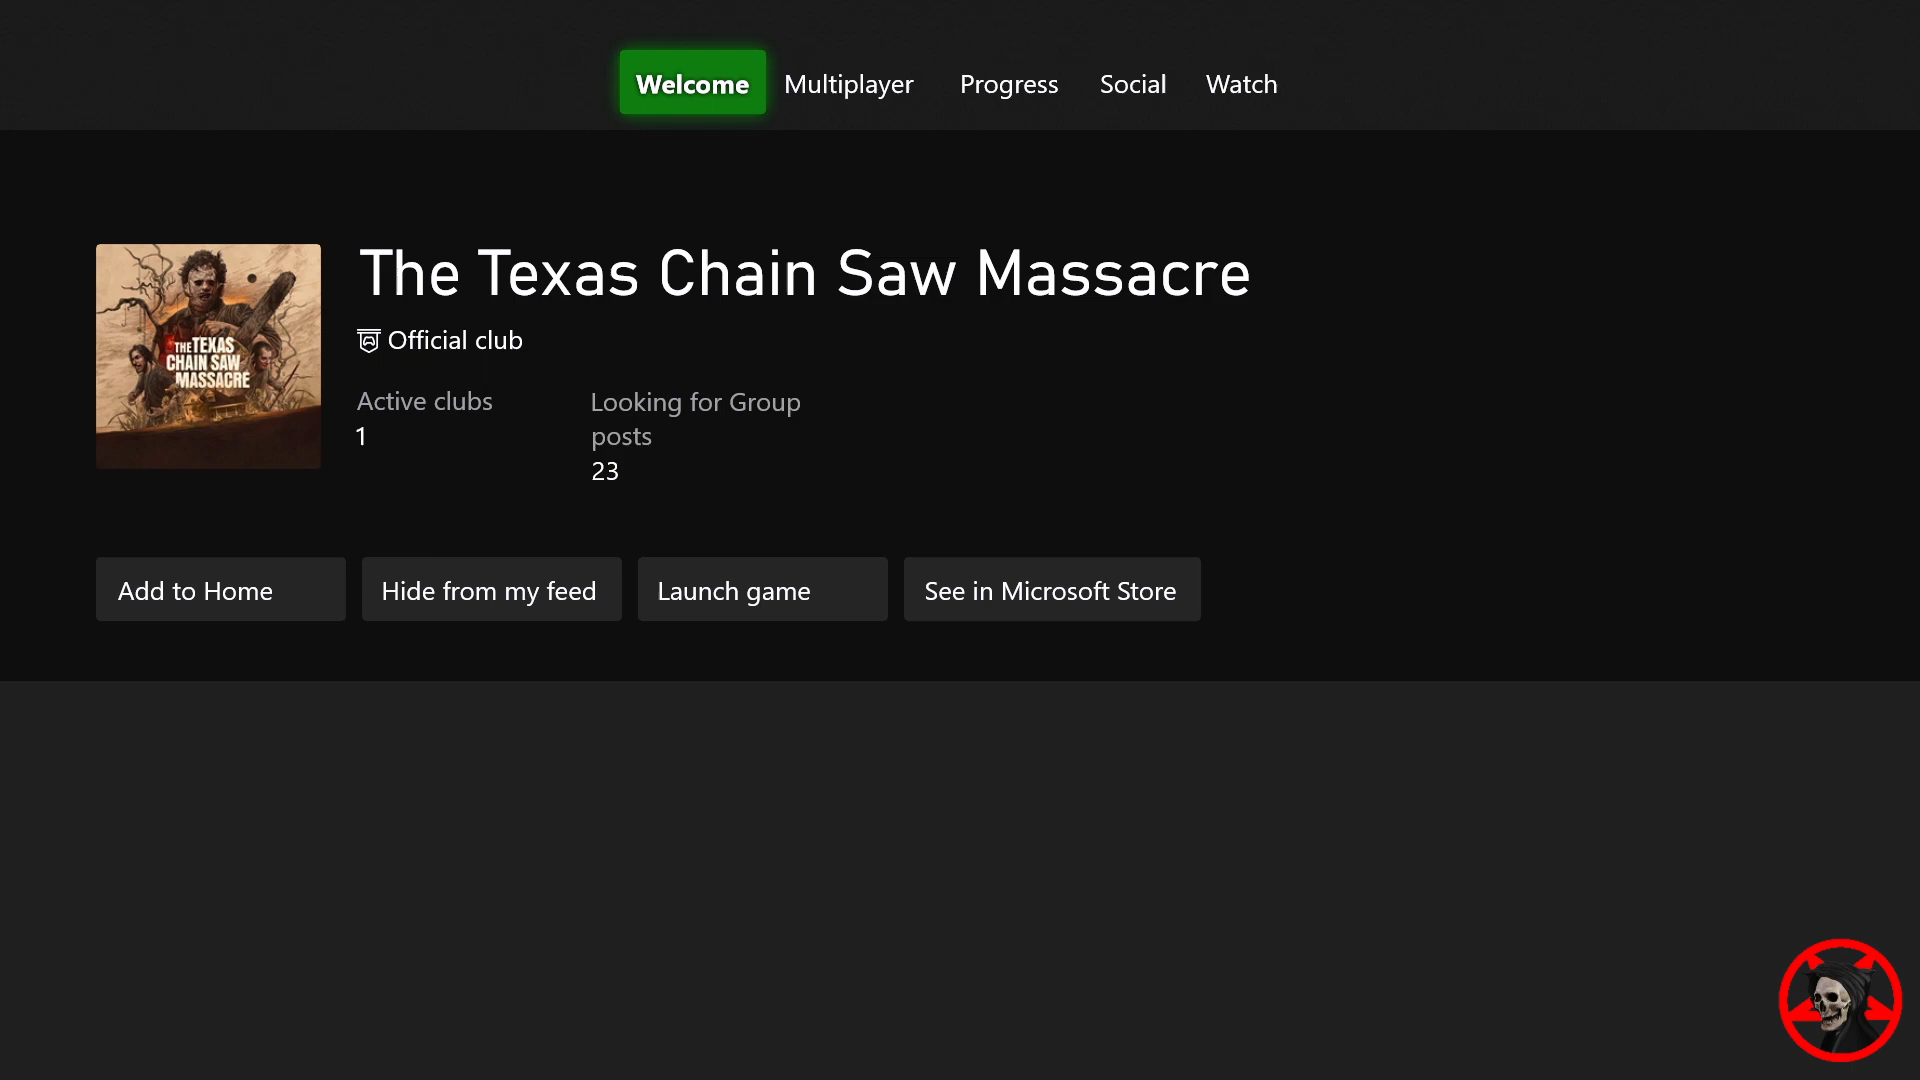 Welcome
Multiplayer
Progress
Social
Watch
THE TEXAS
CHAIN SAW
MASSACRE
The Texas Chain Saw Massacre
Official club
Active clubs
1
Looking for Group
posts
23
Add to Home
Hide from my feed
Launch game
See in Microsoft Store